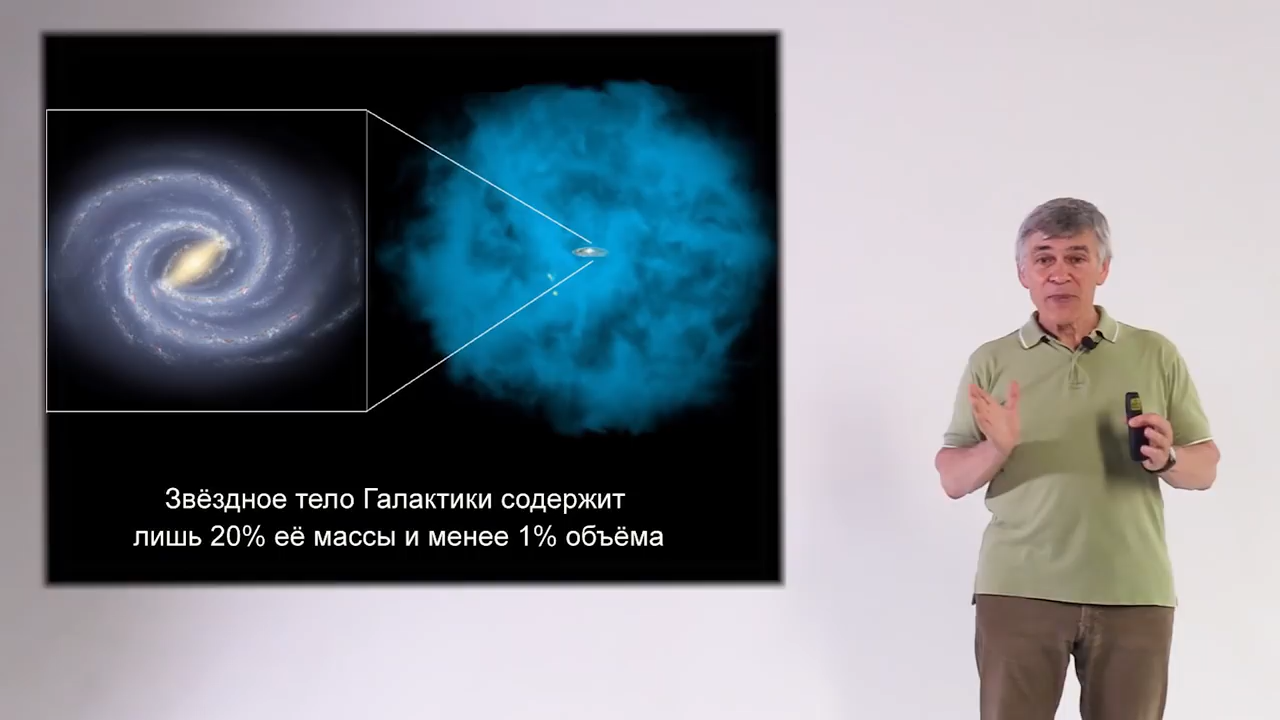 Звёздное тело Галактики содержит
лишь 20% её массы и менее 1% объёма